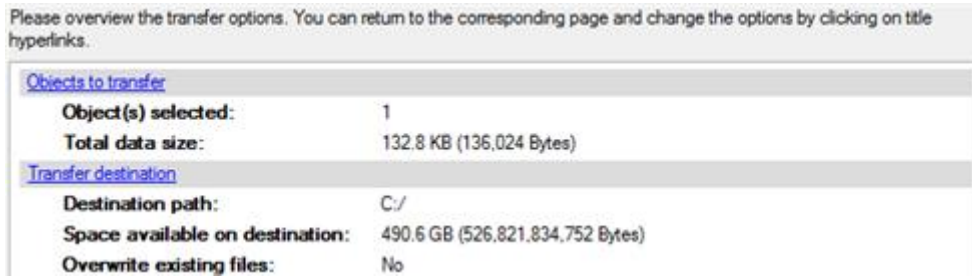 Please overview the transfer options. You can return to the corresponding page and change the options by clicking on title
hyperlinks.
Objects to transfer
Object(s) selected: 1
Total data size: 132.8 KB (136,024 Bytes)
Transfer destination
Destination path: C:/
Space available on destination: 490.6 GB (526,821,834,752 Bytes)
Overwrite existing files: No